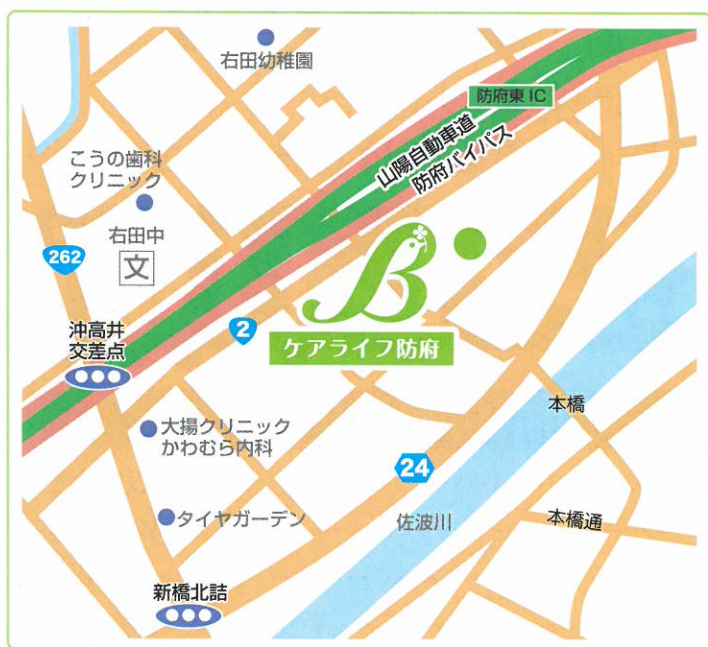 右田幼稚園
防府東IC
山陽自動車道
防府バイパス
こうの歯科
クリニック
右田中
文
262
B
ケアライフ防府
2
沖高井
交差点
大揚クリニック
かわむら内科
本橋
24
タイヤガーデン
佐波川
本橋通
新橋北詰